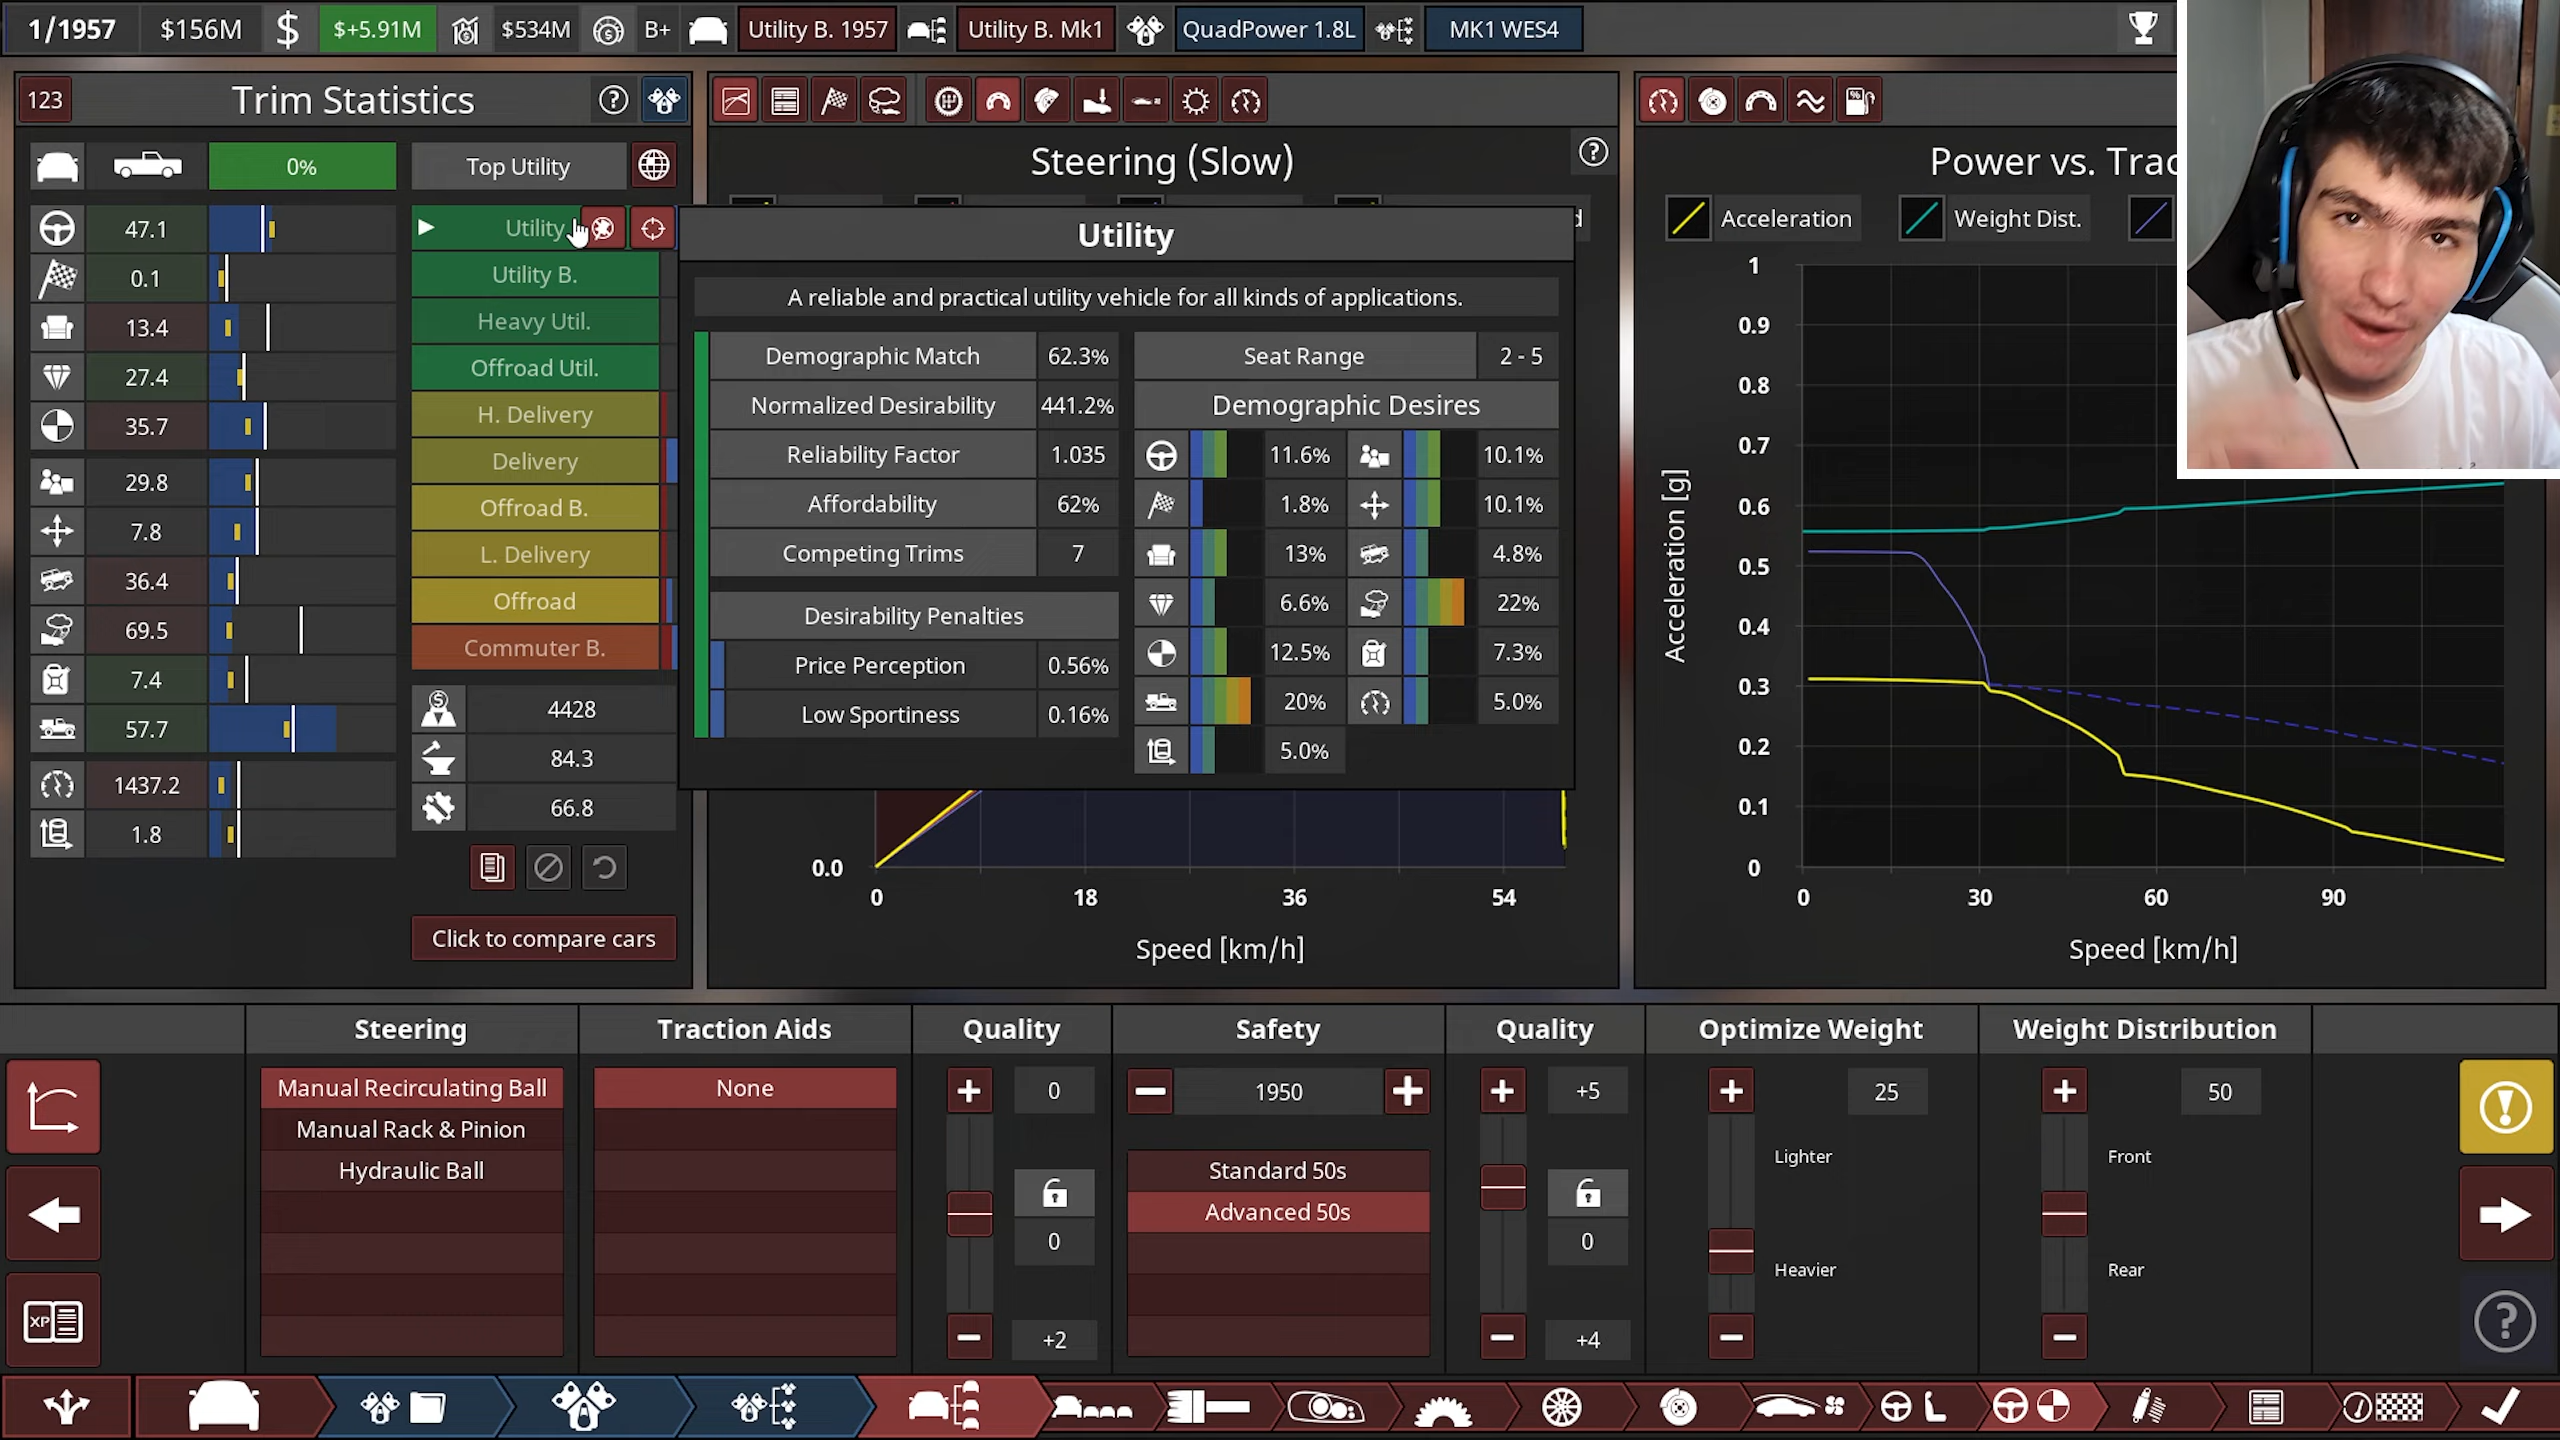 1/1957 $156M $+5.91M $534M B+ Utility B. 1957 Utility B. Mk1 QuadPower 1.8L MK1 WES4
123 Trim Statistics
0% Top Utility
47.1
0.1
13.4
27.4
35.7
29.8
7.8
36.4
69.5
7.4
57.7
1437.2
1.8
Utility
Utility B.
Heavy Util.
Offroad Util.
H. Delivery
Delivery
Offroad B.
L. Delivery
Offroad
Commuter B.
4428
84.3
66.8
Click to compare cars
Steering (Slow)
d
Utility
A reliable and practical utility vehicle for all kinds of applications.
Demographic Match 62.3%
Normalized Desirability 441.2%
Reliability Factor 1.035
Affordability 62%
Competing Trims 7
Desirability Penalties
Price Perception 0.56%
Low Sportiness 0.16%
Seat Range 2 - 5
Demographic Desires
11.6% 10.1%
1.8% 10.1%
13% 4.8%
6.6% 22%
12.5% 7.3%
20% 5.0%
5.0%
0.0
0 18 36 54
Speed [km/h]
Power vs. Trac
Acceleration Weight Dist.
1
0.9
0.8
0.7
0.6
0.5
0.4
0.3
0.2
0.1
0
Acceleration [g]
0 30 60 90
Speed [km/h]
Steering
Manual Recirculating Ball
Manual Rack & Pinion
Hydraulic Ball
Traction Aids
None
Quality
0
0
+2
Safety
1950
Standard 50s
Advanced 50s
Quality
+5
0
+4
Optimize Weight
25
Lighter
Heavier
Weight Distribution
50
Front
Rear
XP